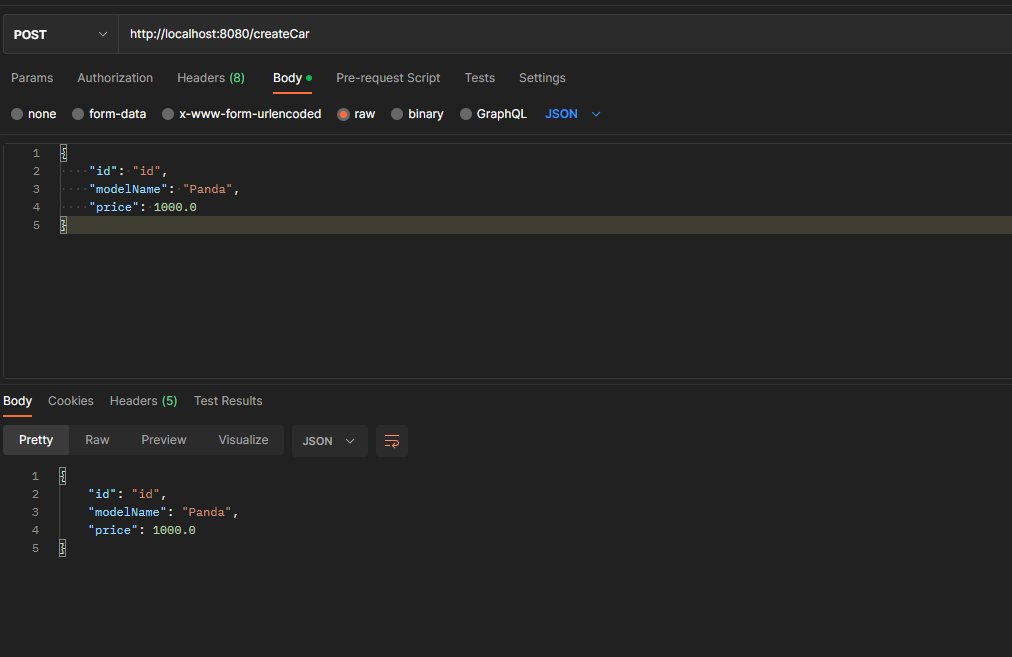 POST http://localhost:8080/createCar
Params Authorization Headers (8) Body Pre-request Script Tests Settings
none form-data x-www-form-urlencoded raw binary GraphQL JSON
1 {
2 "id": "id",
3 "modelName": "Panda",
4 "price": 1000.0
5 }
Body Cookies Headers (5) Test Results
Pretty Raw Preview Visualize JSON
1 {
2 "id": "id",
3 "modelName": "Panda",
4 "price": 1000.0
5 }